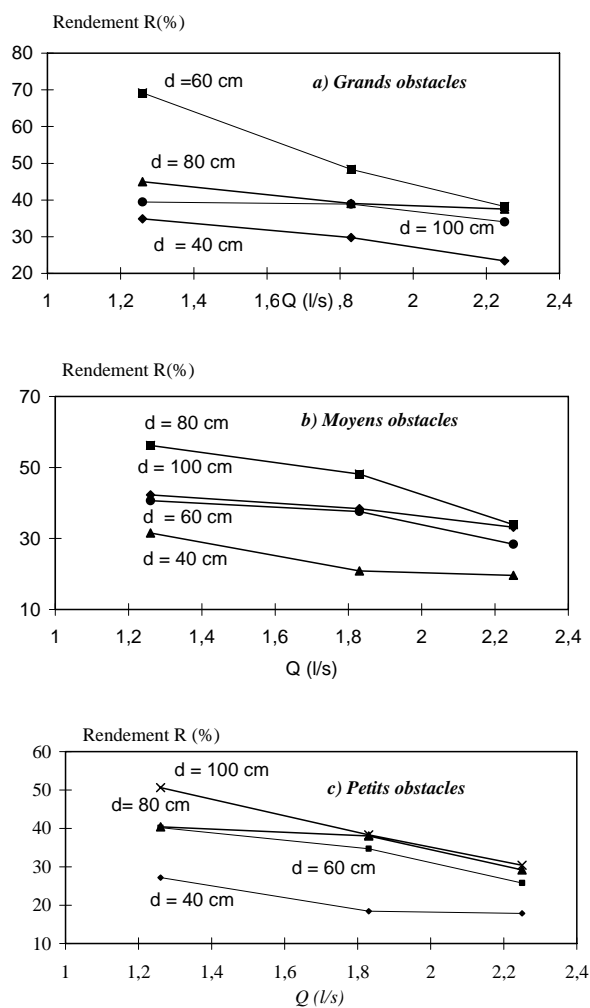 Rendement R(%)
80
d =60 cm
a) Grands obstacles
70
60
50
d = 80 cm
40
30
d = 100 cm
d = 40 cm
20
1 1,2 1,4 1,6Q (l/s) ,8 2 2,2 2,4
Rendement R(%)
70
d = 80 cm
b) Moyens obstacles
50
d = 100 cm
30
d = 60 cm
d = 40 cm
10
1 1,2 1,4 1,6 1,8 2 2,2 2,4
Q (l/s)
Rendement R (%)
60
d = 100 cm
c) Petits obstacles
50
d= 80 cm
40
30
d = 60 cm
20
d = 40 cm
10
1 1,2 1,4 1,6 1,8 2 2,2 2,4
Q (l/s)